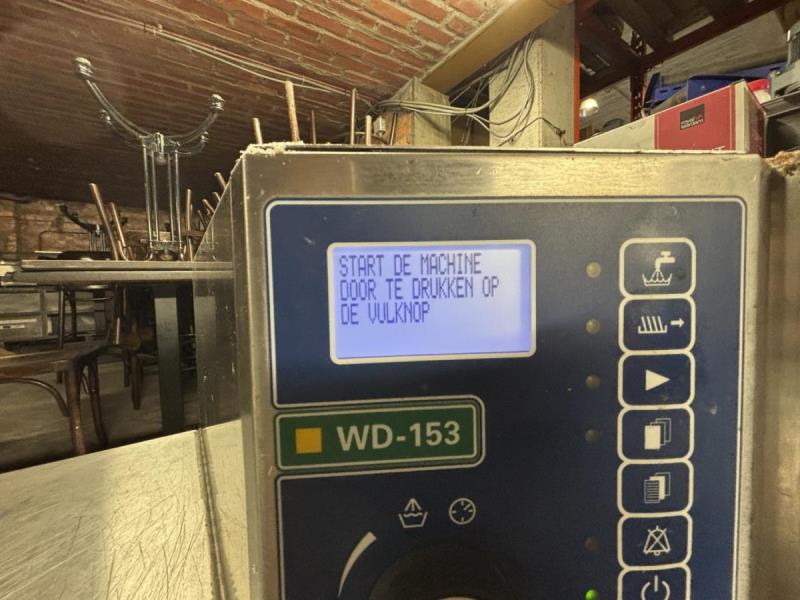 START DE MACHINE
DOOR TE DRUKKEN OP
DE VULKNOP
WD-153